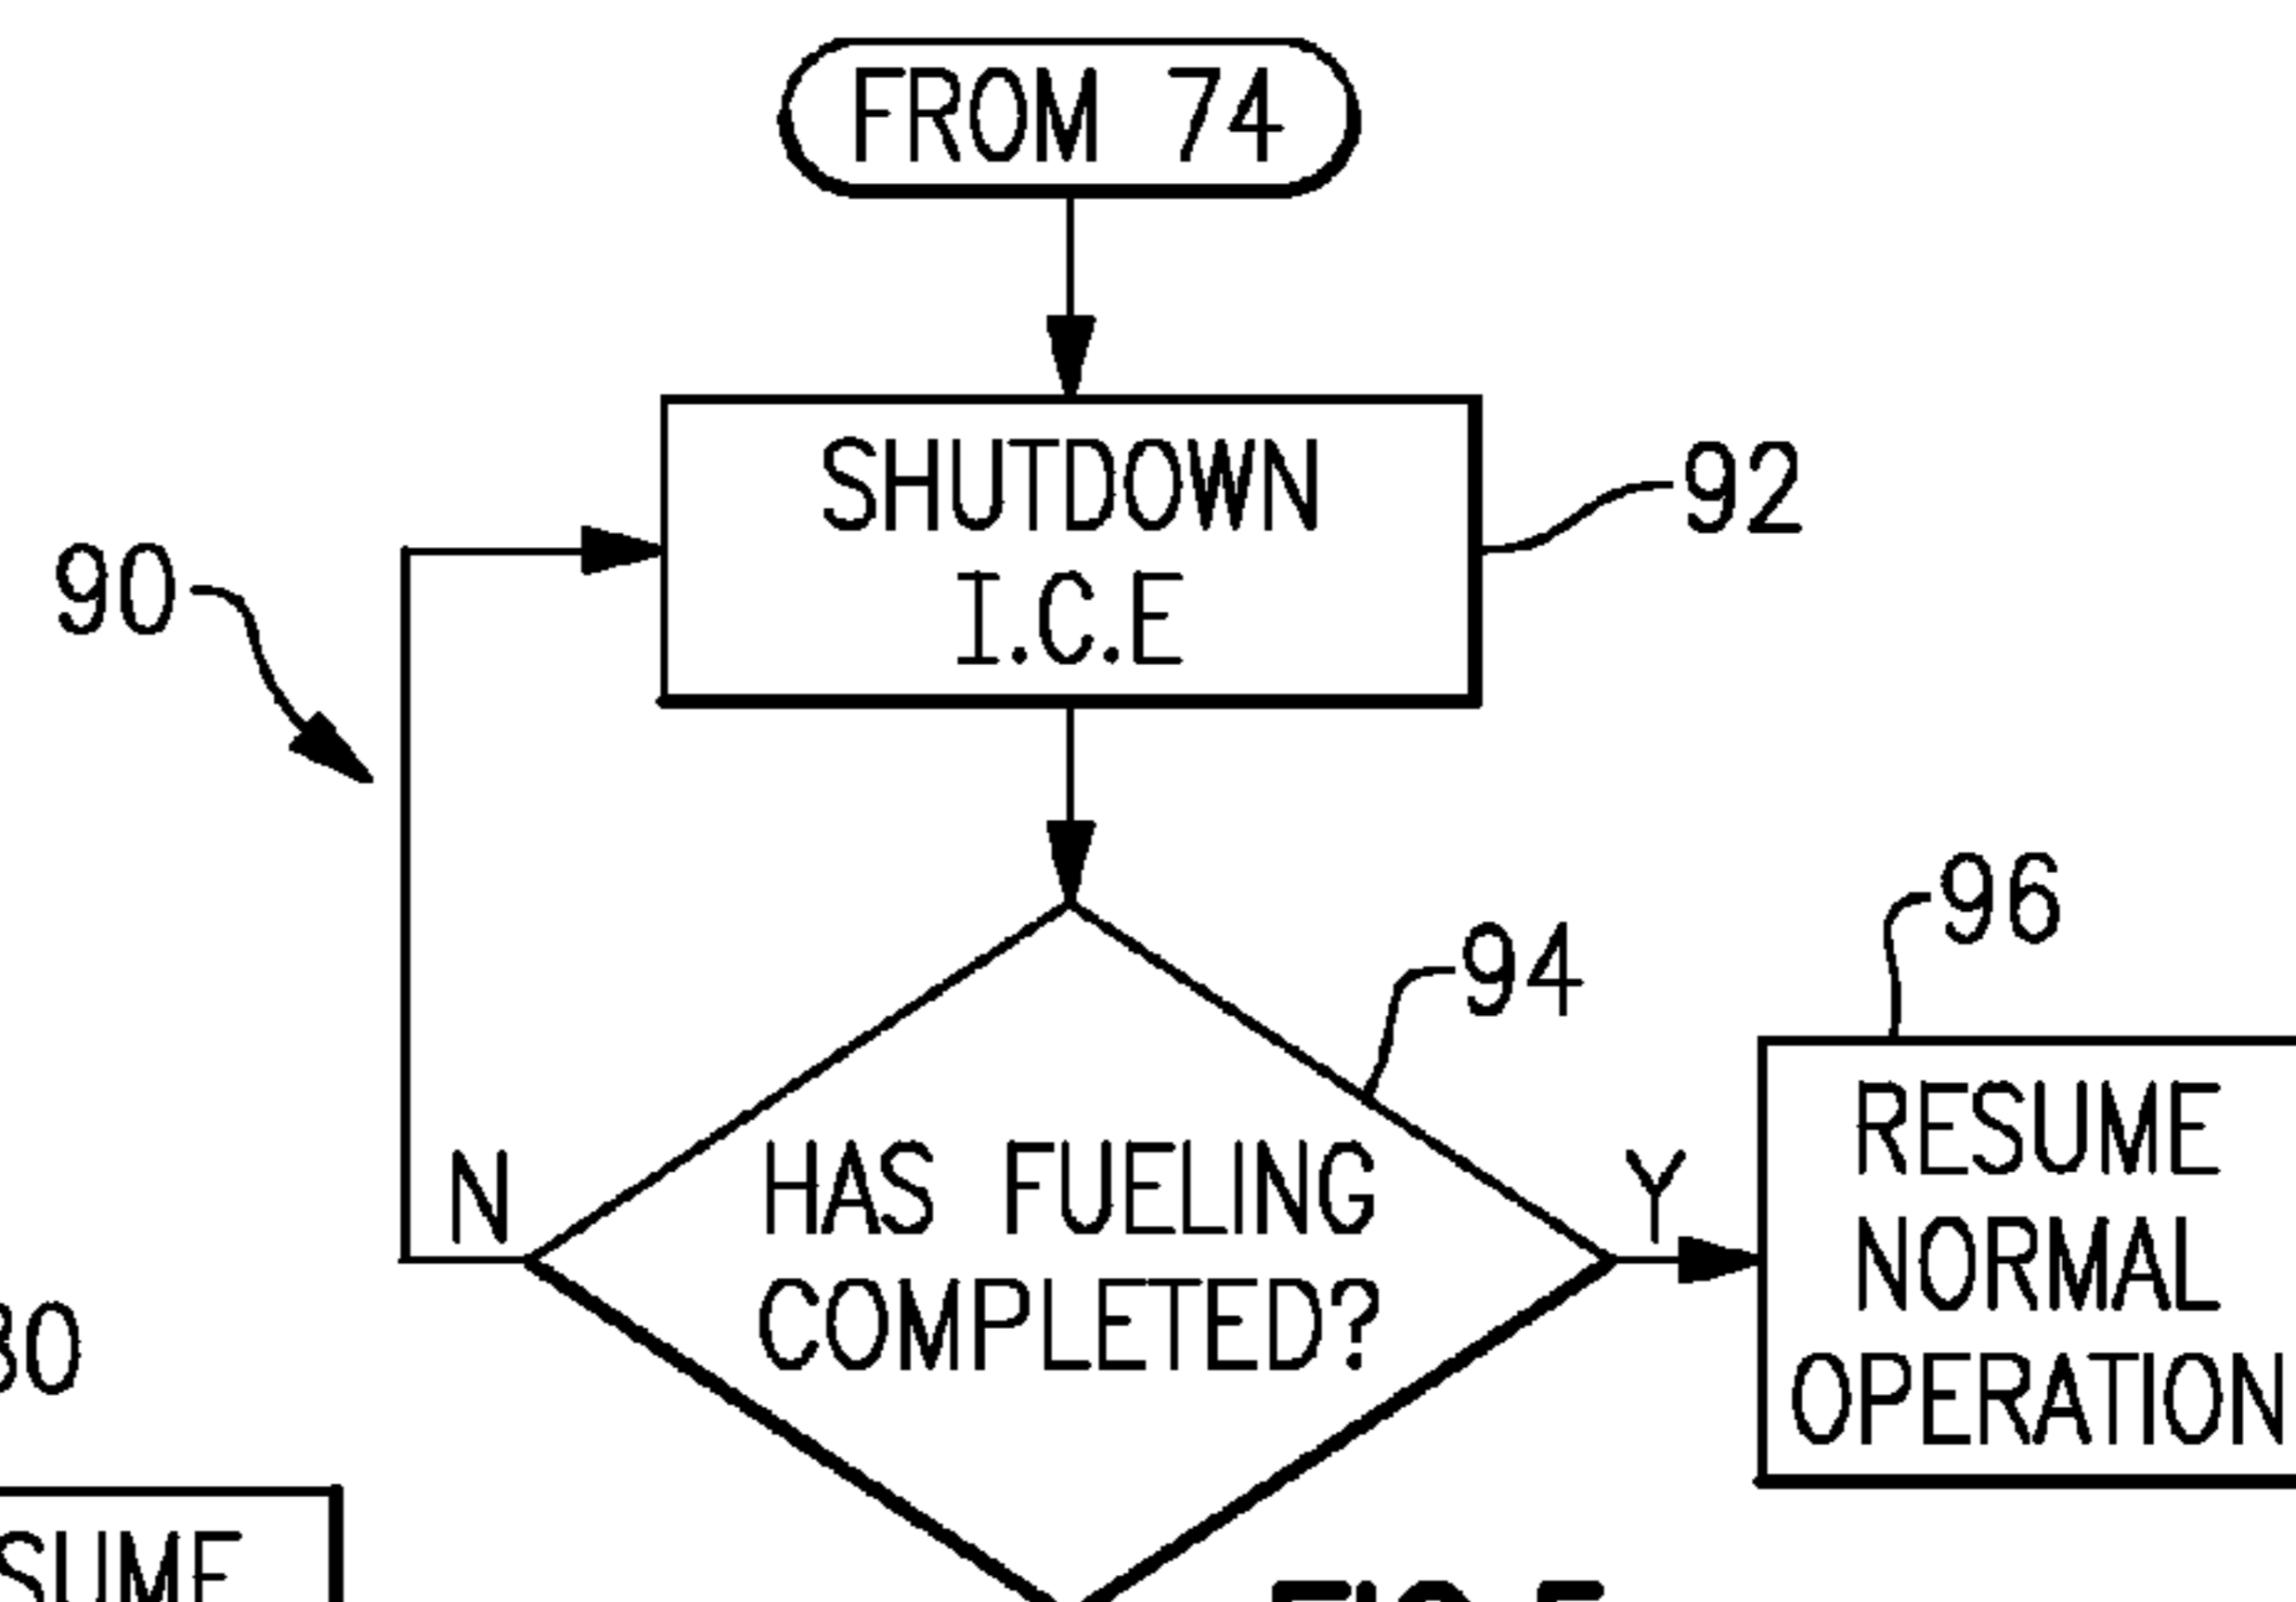 FROM 74
SHUTDOWN
I.C.E
92
90
94
96
HAS FUELING
COMPLETED?
N
Y
RESUME
NORMAL
OPERATION